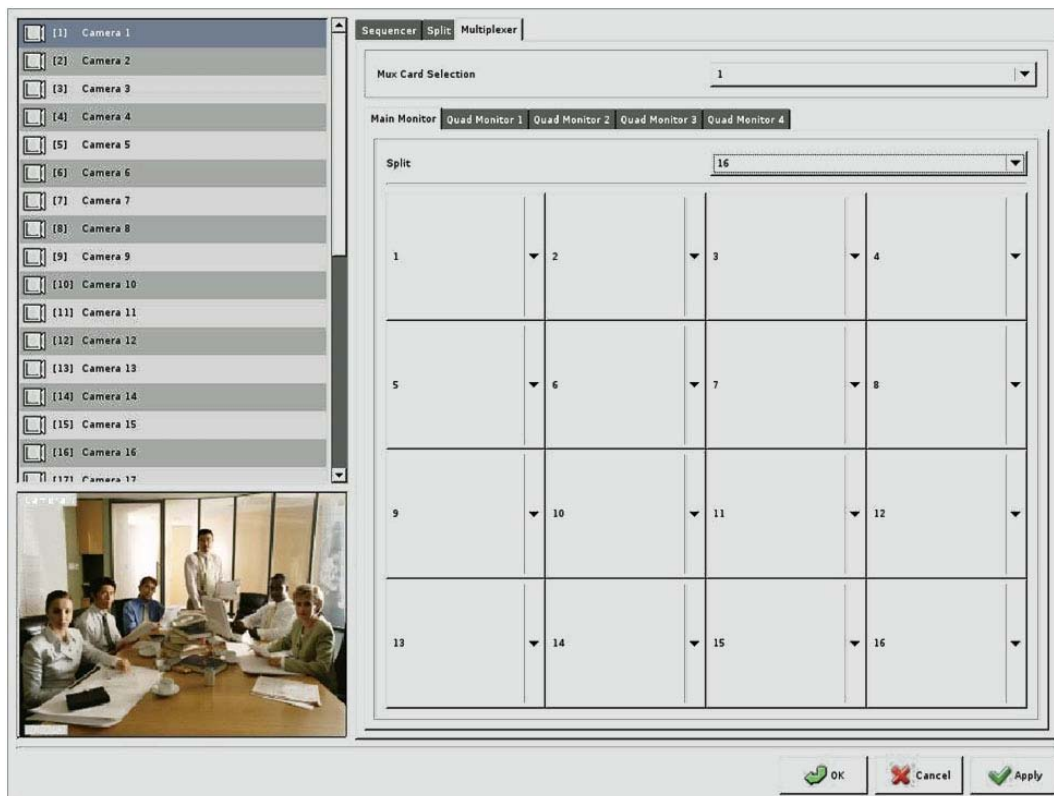 [1] Camera 1
[2] Camera 2
[3] Camera 3
[4] Camera 4
[5] Camera 5
[6] Camera 6
[7] Camera 7
[8] Camera 8
[9] Camera 9
[10] Camera 10
[11] Camera 11
[12] Camera 12
[13] Camera 13
[14] Camera 14
[15] Camera 15
[16] Camera 16
[17] Camera 17
Camera
Sequencer Split Multiplexer
Mux Card Selection 1
Main Monitor Quad Monitor 1 Quad Monitor 2 Quad Monitor 3 Quad Monitor 4
Split 16
1 2 3 4
5 6 7 8
9 10 11 12
13 14 15 16
OK Cancel Apply